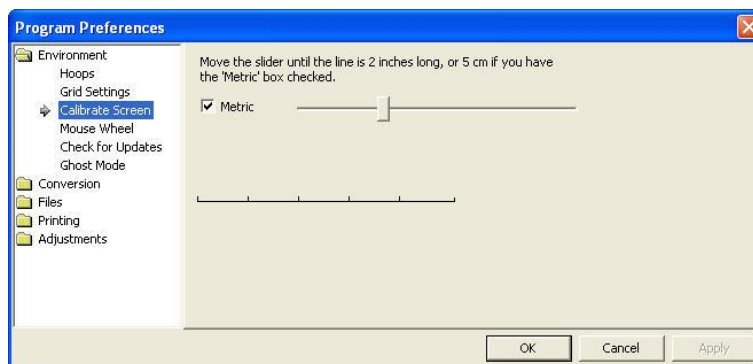 Program Preferences
Environment
Hoops
Grid Settings
Calibrate Screen
Mouse Wheel
Check for Updates
Ghost Mode
Conversion
Files
Printing
Adjustments
Move the slider until the line is 2 inches long, or 5 cm if you have
the 'Metric' box checked.
Metric
OK
Cancel
Apply